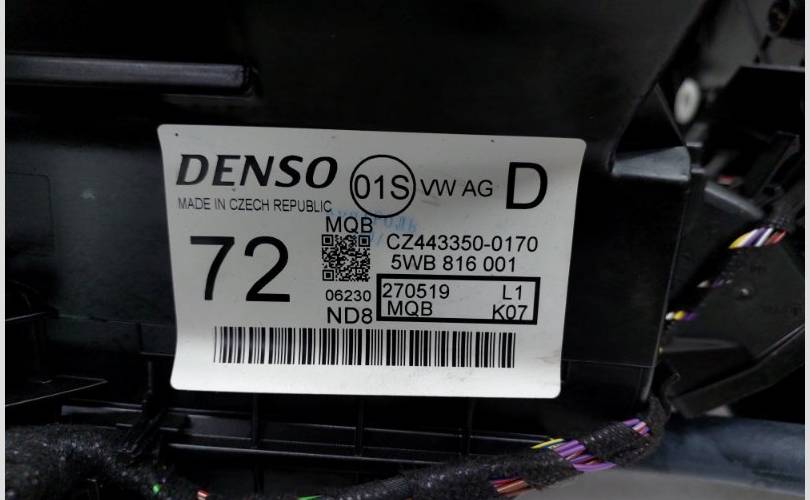 DENSO 01S VW AG D
MADE IN CZECH REPUBLIC
MQB
72
CZ443350-0170
5WB 816 001
06230
ND8
270519 L1
MQB K07